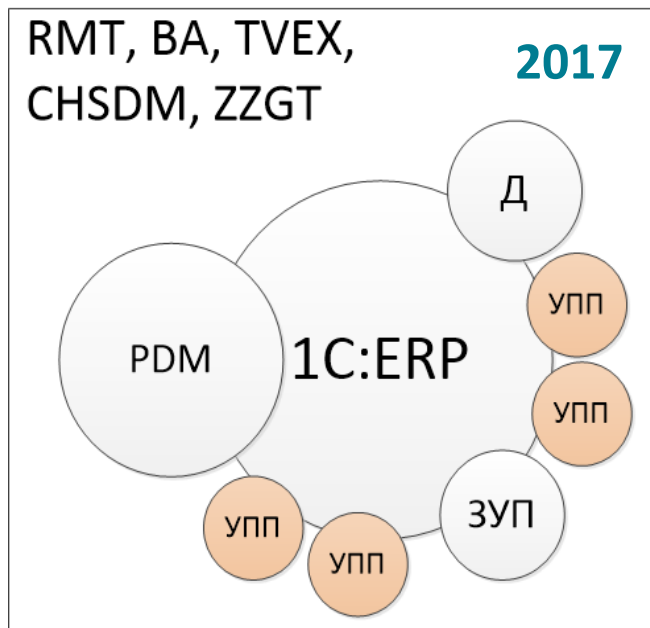 RMT, BA, TVEX,
CHSDM, ZZGT
2017
Д
УПП
PDM
1C:ERP
УПП
ЗУП
УПП
УПП